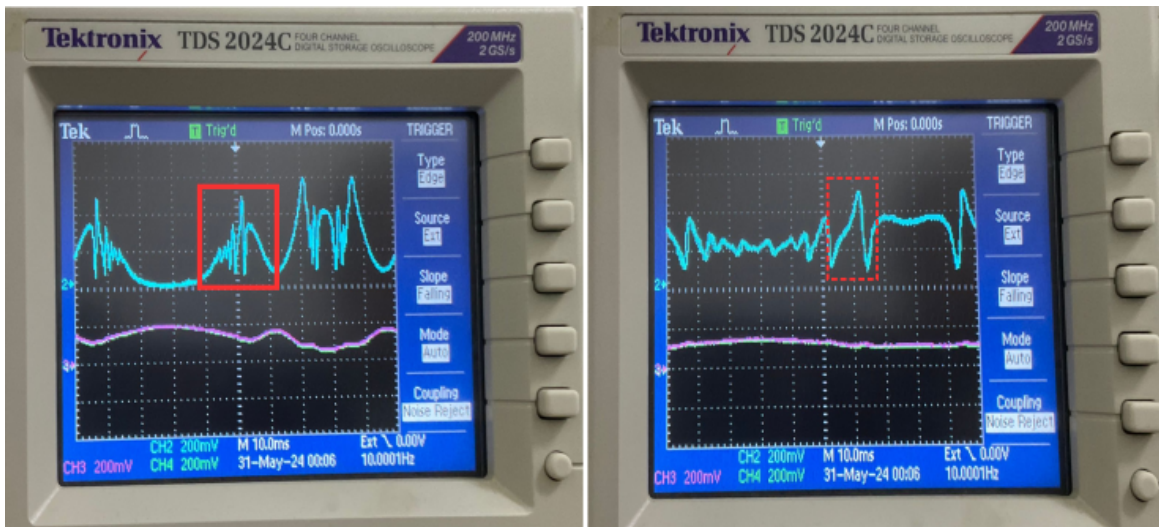 Tektronix TDS 2024C FOUR CHANNEL DIGITAL STORAGE OSCILLOSCOPE 200 MHz 2 GS/s
Tek T Trig'd M Pos: 0.000s TRIGGER
Type
Edge
Source
Ext
Slope
Falling
Mode
Auto
Coupling
Noise Reject
2
3
CH2 200mV M 10.0ms Ext \ 0.00V
CH3 200mV CH4 200mV 31-May-24 00:06 10.0001Hz
Tektronix TDS 2024C FOUR CHANNEL DIGITAL STORAGE OSCILLOSCOPE 200 MHz 2 GS/s
Tek T Trig'd M Pos: 0.000s TRIGGER
Type
Edge
Source
Ext
Slope
Falling
Mode
Auto
Coupling
Noise Reject
2
CH2 200mV M 10.0ms Ext \ 0.00V
CH3 200mV CH4 200mV 31-May-24 00:06 10.0001Hz